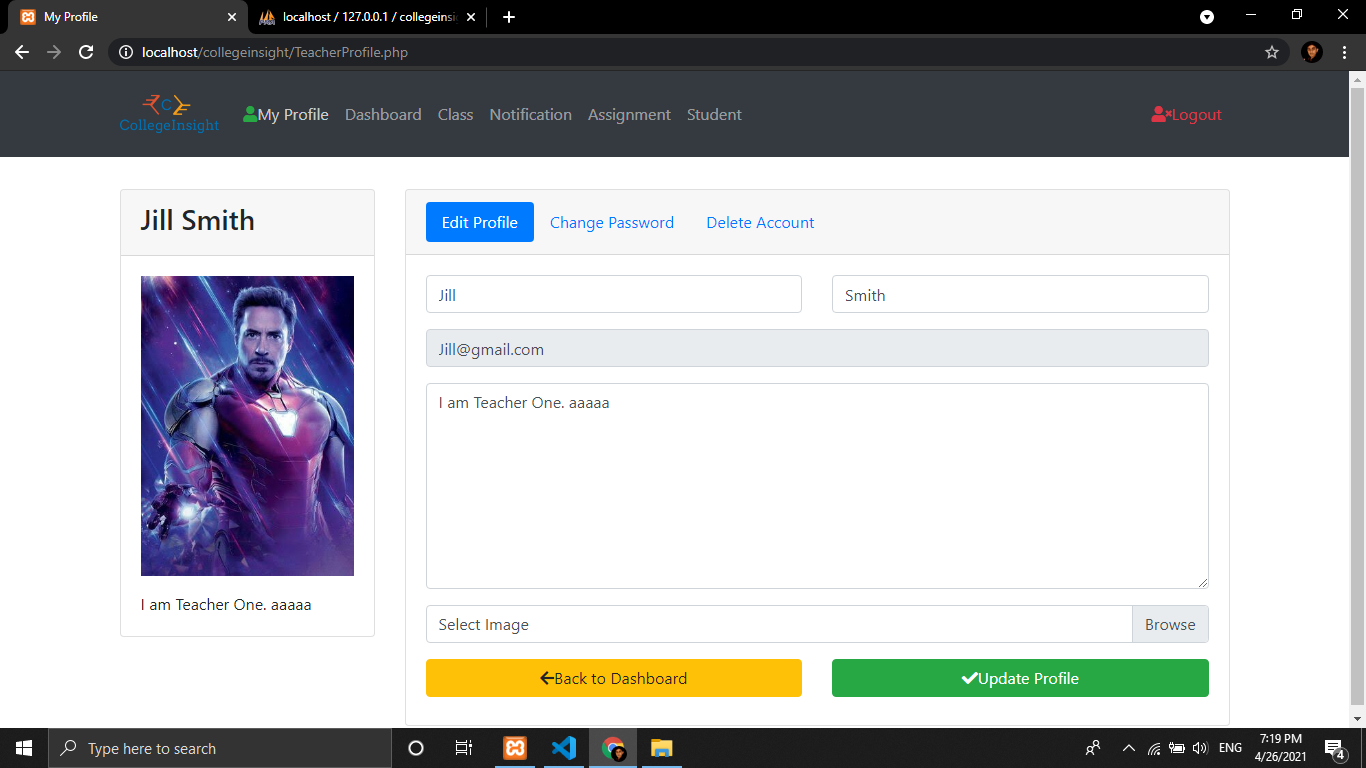 My Profile
localhost / 127.0.0.1 / collegeinsi
localhost/collegeinsight/TeacherProfile.php
CollegeInsight
My Profile Dashboard Class Notification Assignment Student Logout
Jill Smith
Edit Profile Change Password Delete Account
Jill Smith
Jill@gmail.com
I am Teacher One. aaaaa
I am Teacher One. aaaaa
Select Image Browse
Back to Dashboard Update Profile
Type here to search
ENG
7:19 PM
4/26/2021
4